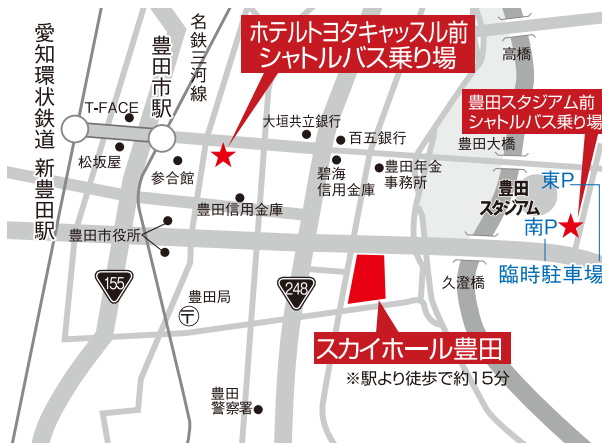 愛知環状鉄道 新豊田駅
豊田市駅
名鉄三河線
ホテルトヨタキャッスル前
シャトルバス乗り場
高橋
T-FACE
松坂屋
参合館
大垣共立銀行
百五銀行
碧海
信用金庫
豊田年金
事務所
豊田大橋
豊田スタジアム前
シャトルバス乗り場
豊田
スタジアム
東P
南P
臨時駐車場
豊田信用金庫
豊田市役所
久澄橋
155
248
豊田局
〒
スカイホール豊田
※駅より徒歩で約15分
豊田
警察署